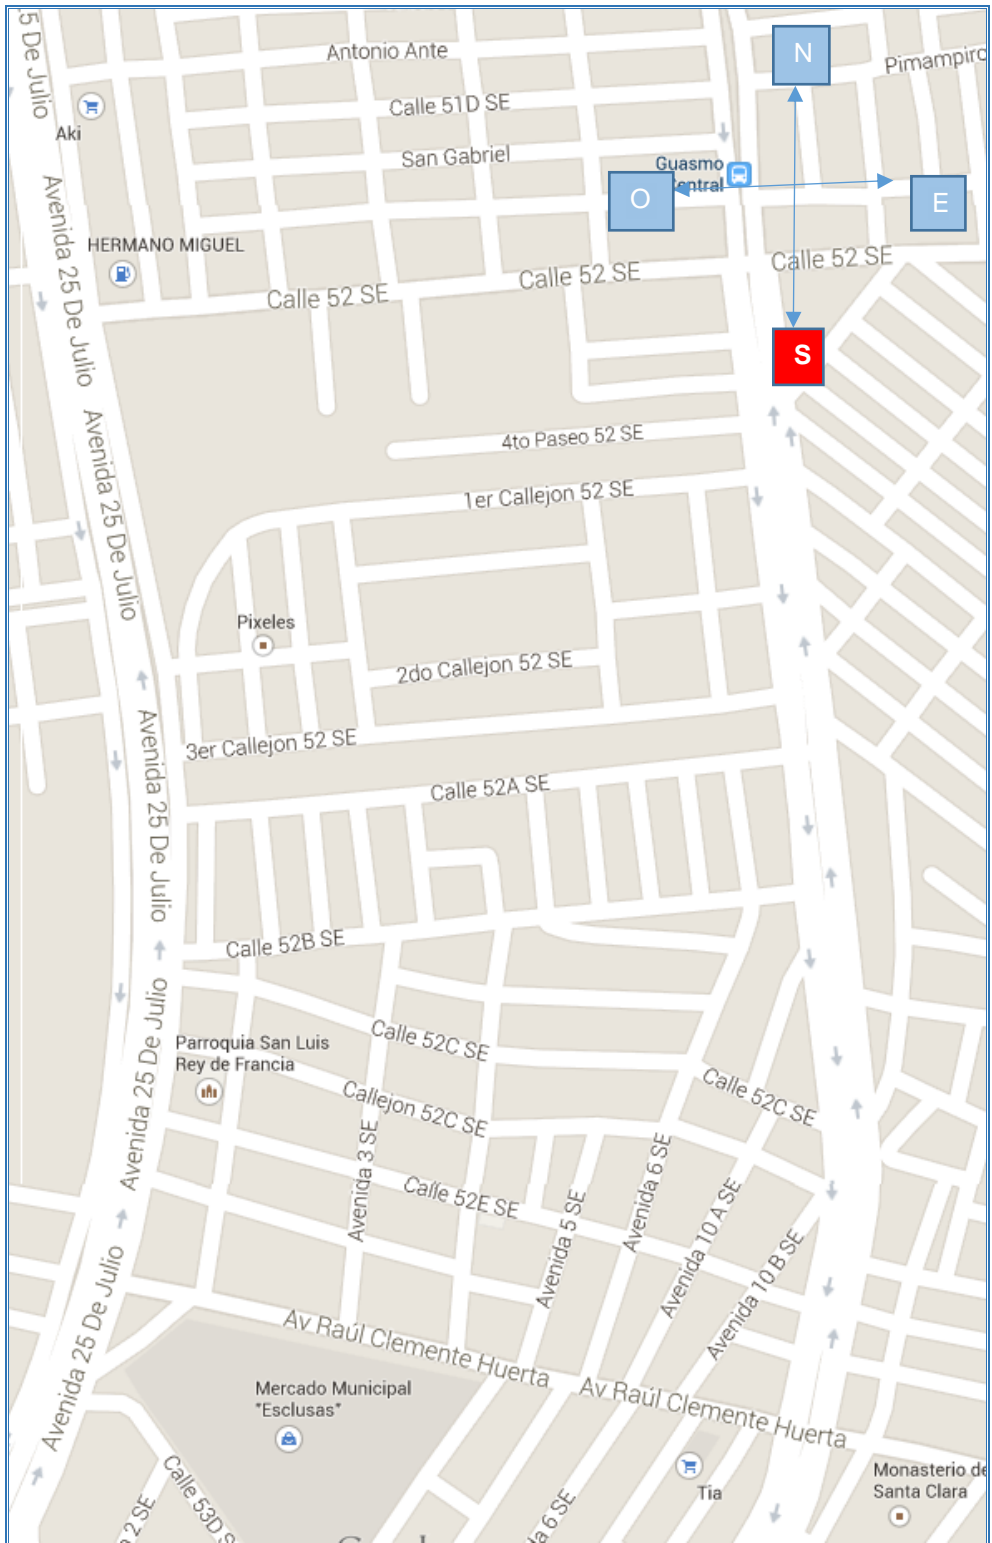 5 De Julio
Antonio Ante
N
Pimampiro
Calle 51D SE
Aki
San Gabriel
Guasmo
Central
O
E
Avenida 25 De Julio
HERMANO MIGUEL
Calle 52 SE
Calle 52 SE
Calle 52 SE
S
Avenida 25 De Julio
4to Paseo 52 SE
1er Callejon 52 SE
Pixeles
2do Callejon 52 SE
3er Callejon 52 SE
Avenida 25 De Julio
Calle 52A SE
Calle 52B SE
Avenida 25 De Julio
Parroquia San Luis
Rey de Francia
Calle 52C SE
Calle 52C SE
Callejon 52C SE
Avenida 3 SE
Calle 52E SE
Avenida 5 SE
Avenida 6 SE
Avenida 10 A SE
Avenida 10 B SE
Avenida 25 De Julio
Av Raúl Clemente Huerta
Av Raúl Clemente Huerta
Mercado Municipal
"Esclusas"
Calle 53D S
a 2 SE
da 6 SE
Tia
Monasterio de
Santa Clara